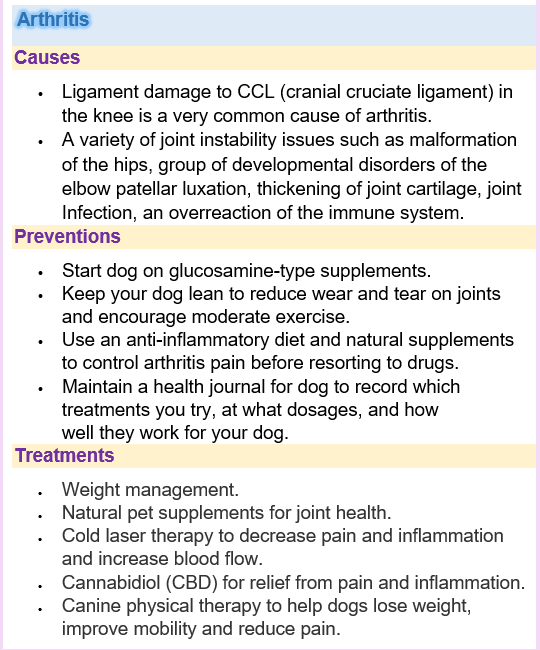 Arthritis
Causes
• Ligament damage to CCL (cranial cruciate ligament) in
the knee is a very common cause of arthritis.
• A variety of joint instability issues such as malformation
of the hips, group of developmental disorders of the
elbow patellar luxation, thickening of joint cartilage, joint
Infection, an overreaction of the immune system.
Preventions
• Start dog on glucosamine-type supplements.
• Keep your dog lean to reduce wear and tear on joints
and encourage moderate exercise.
• Use an anti-inflammatory diet and natural supplements
to control arthritis pain before resorting to drugs.
• Maintain a health journal for dog to record which
treatments you try, at what dosages, and how
well they work for your dog.
Treatments
• Weight management.
• Natural pet supplements for joint health.
• Cold laser therapy to decrease pain and inflammation
and increase blood flow.
• Cannabidiol (CBD) for relief from pain and inflammation.
• Canine physical therapy to help dogs lose weight,
improve mobility and reduce pain.